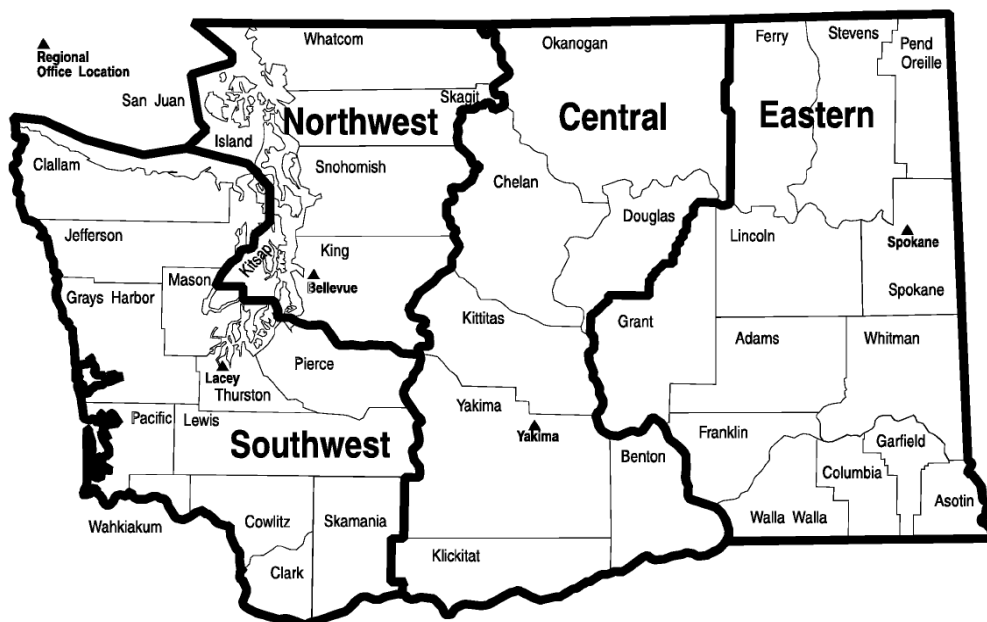 ▲
Regional
Office Location
San Juan
Whatcom
Skagit
Northwest
Island
Snohomish
King
▲
Bellevue
Kitsap
Okanogan
Central
Chelan
Douglas
Kittitas
Yakima
▲
Yakima
Benton
Klickitat
Ferry
Stevens
Pend
Oreille
Eastern
Lincoln
▲
Spokane
Spokane
Grant
Adams
Whitman
Franklin
Garfield
Columbia
Walla Walla
Asotin
Clallam
Jefferson
Mason
Grays Harbor
Pierce
▲
Lacey
Thurston
Pacific
Lewis
Southwest
Wahkiakum
Cowlitz
Skamania
Clark